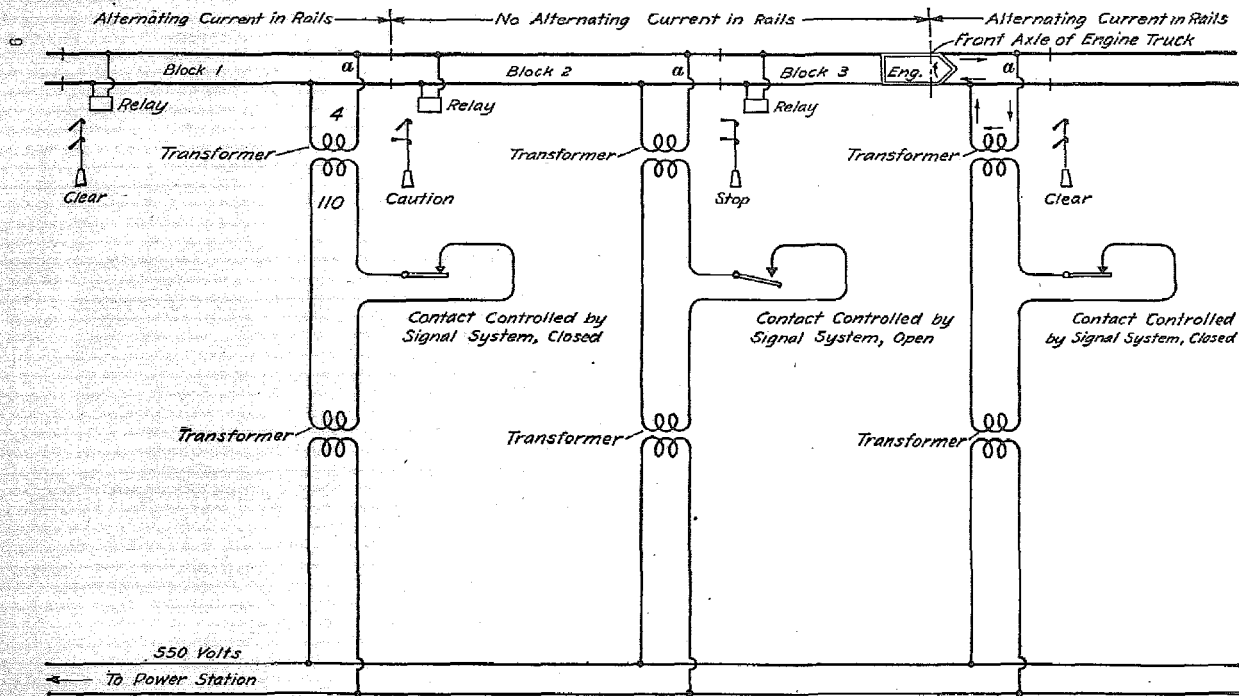 Alternating Current in Rails
No Alternating Current in Rails
Alternating Current in Rails
Front Axle of Engine Truck
6
Block 1
a
Block 2
a
Block 3
Eng.
a
Relay
Relay
Relay
4
Transformer
Transformer
Transformer
Clear
110
Caution
Stop
Clear
Contact Controlled by
Signal System, Closed
Contact Controlled by
Signal System, Open
Contact Controlled
by Signal System, Closed
Transformer
Transformer
Transformer
550 Volts
To Power Station